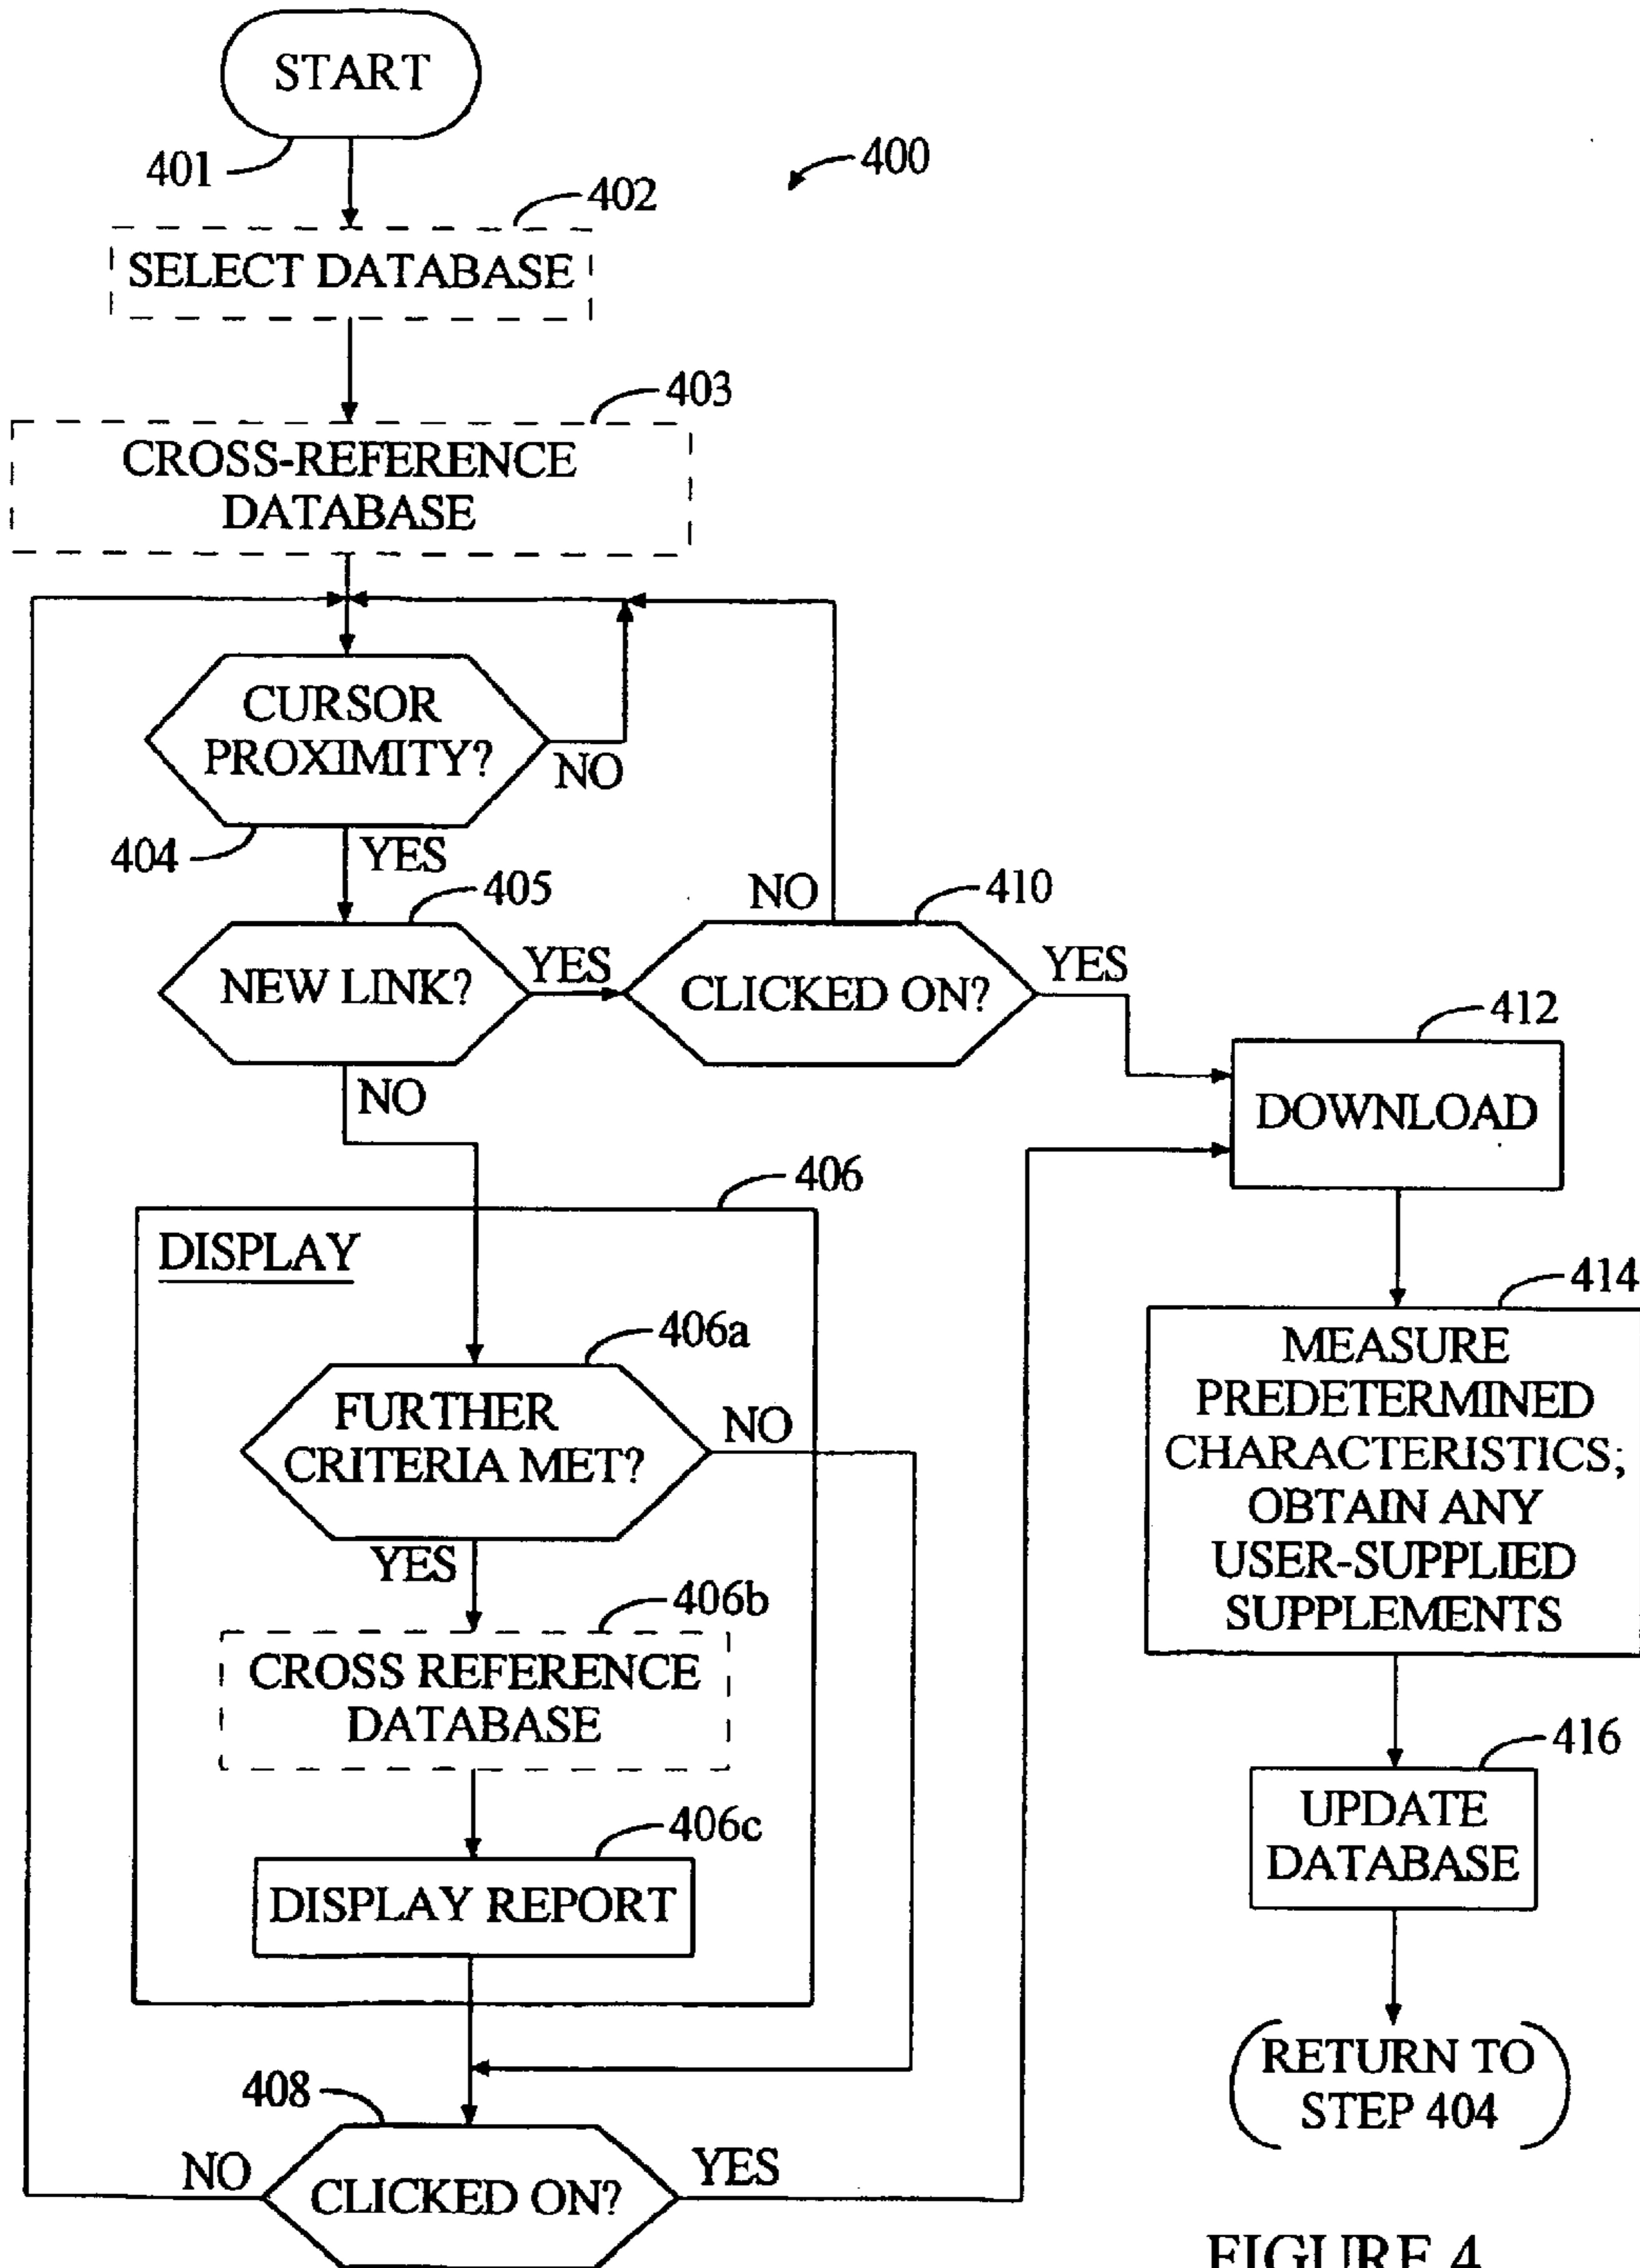 START
401
400
402
SELECT DATABASE
403
CROSS-REFERENCE
DATABASE
CURSOR
PROXIMITY?
NO
404
YES
405
NEW LINK?
YES
NO
410
CLICKED ON?
NO
YES
412
DOWNLOAD
406
DISPLAY
406a
FURTHER
CRITERIA MET?
NO
YES
406b
CROSS REFERENCE
DATABASE
406c
DISPLAY REPORT
408
CLICKED ON?
NO
YES
414
MEASURE
PREDETERMINED
CHARACTERISTICS;
OBTAIN ANY
USER-SUPPLIED
SUPPLEMENTS
416
UPDATE
DATABASE
(RETURN TO
STEP 404)
FIGURE 4